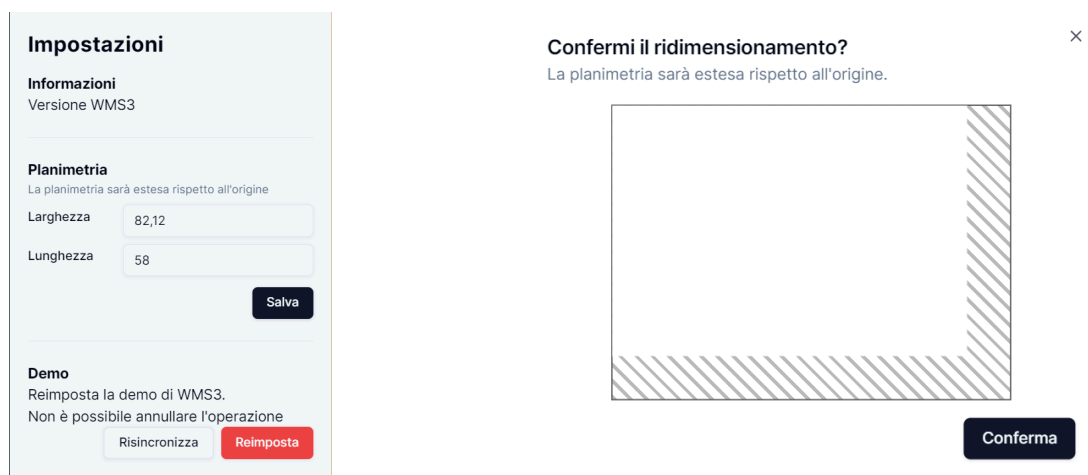 Impostazioni
Informazioni
Versione WMS3
Planimetria
La planimetria sarà estesa rispetto all'origine
Larghezza
82,12
Lunghezza
58
Salva
Demo
Reimposta la demo di WMS3.
Non è possibile annullare l'operazione
Risincronizza
Reimposta
Confermi il ridimensionamento?
La planimetria sarà estesa rispetto all'origine.
Conferma